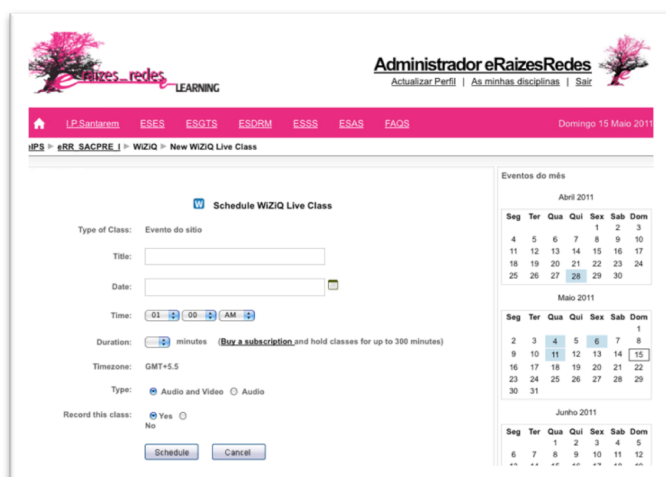 eraizes_redes
LEARNING
Administrador eRaizesRedes
Actualizar Perfil | As minhas disciplinas | Sair
I.P.Santarem ESES ESGTS ESDRM ESSS ESAS FAQS Domingo 15 Maio 2011
eIPS ► eRR_SACPRE_I ► WiZiQ ► New WiZiQ Live Class
W Schedule WiZiQ Live Class
Type of Class: Evento do sítio
Title:
Date:
Time: 01 00 AM
Duration: minutes (Buy a subscription and hold classes for up to 300 minutes)
Timezone: GMT+5.5
Type: Audio and Video Audio
Record this class: Yes
No
Schedule Cancel
Eventos do mês
Abril 2011
Seg Ter Qua Qui Sex Sab Dom
1 2 3
4 5 6 7 8 9 10
11 12 13 14 15 16 17
18 19 20 21 22 23 24
25 26 27 28 29 30
Maio 2011
Seg Ter Qua Qui Sex Sab Dom
1
2 3 4 5 6 7 8
9 10 11 12 13 14 15
16 17 18 19 20 21 22
23 24 25 26 27 28 29
30 31
Junho 2011
Seg Ter Qua Qui Sex Sab Dom
1 2 3 4 5
6 7 8 9 10 11 12